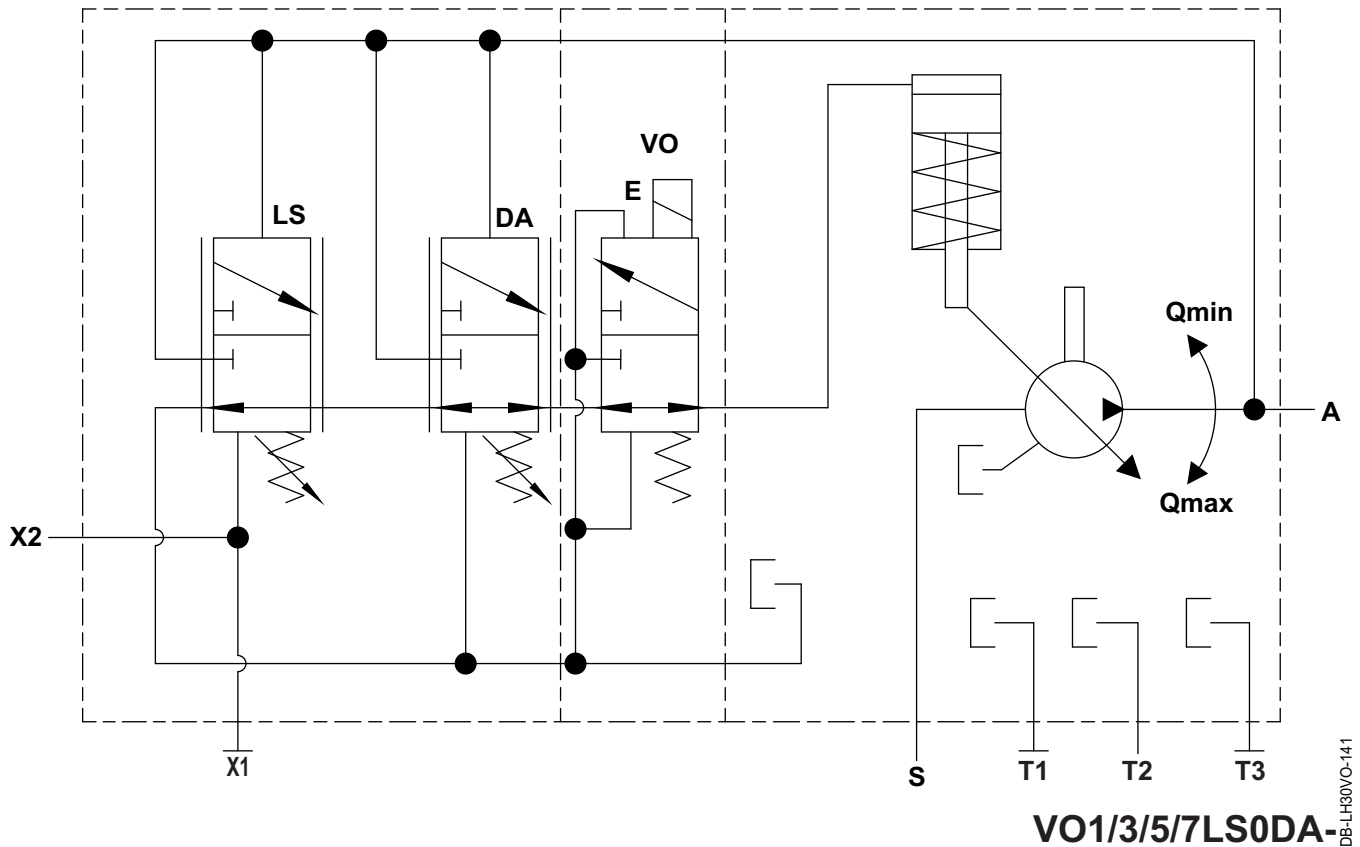 VO
E
LS
DA
Qmin
A
Qmax
X2
X1
S
T1
T2
T3
VO1/3/5/7LS0DA-
DB-LH30VO-141